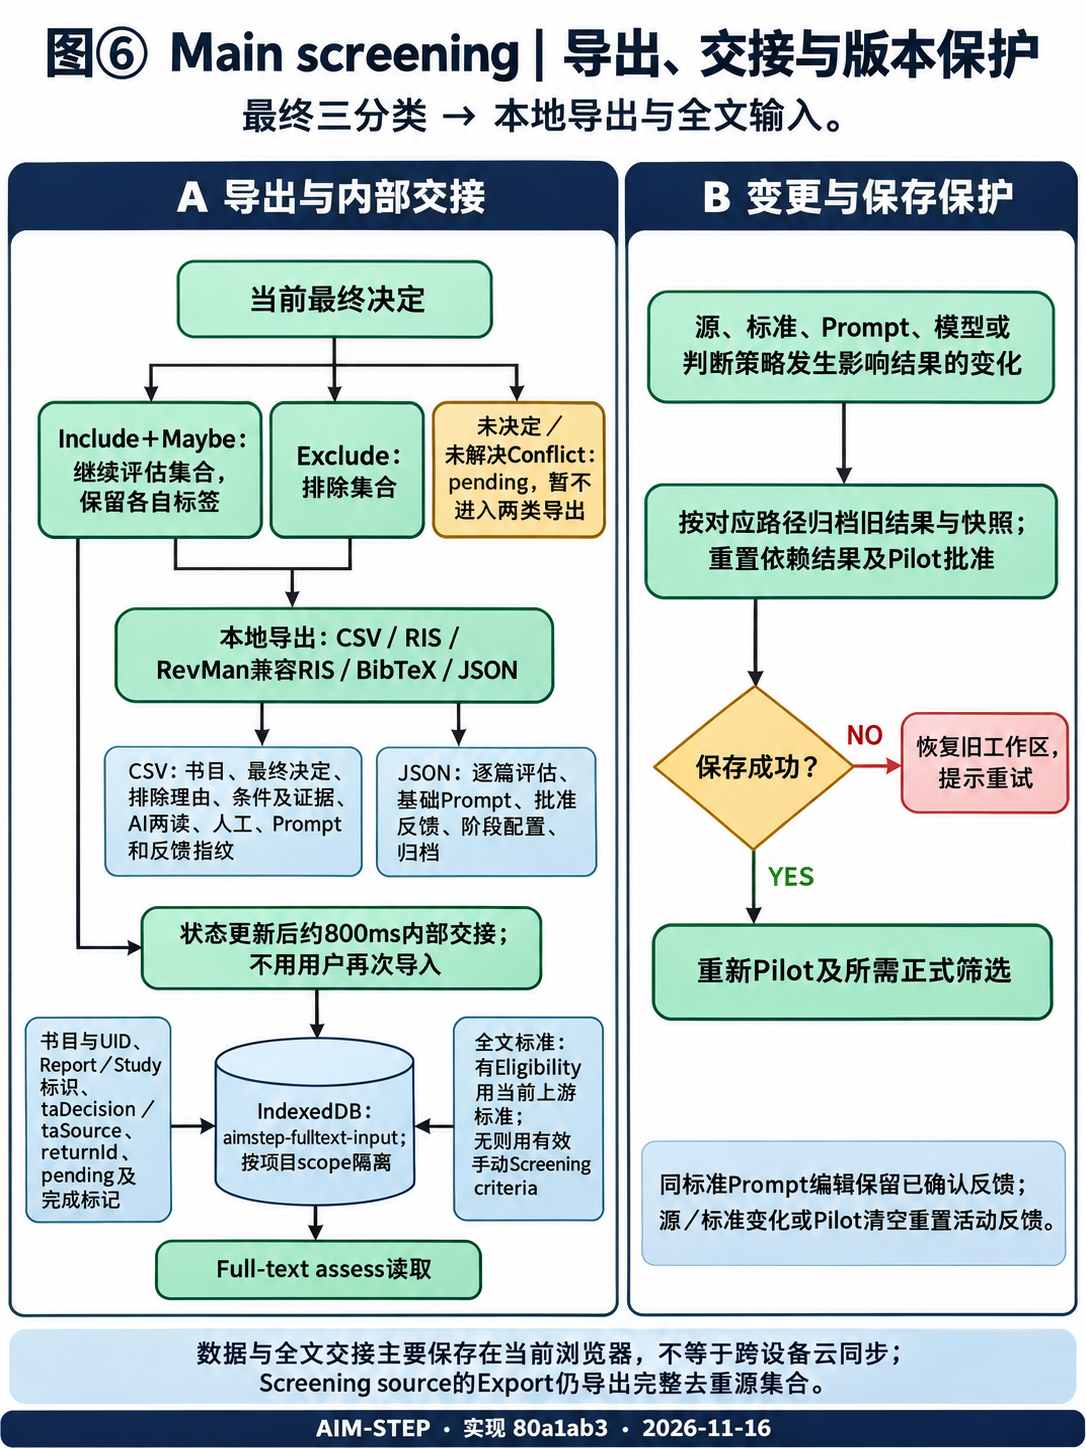 图⑥ Main screening | 导出、交接与版本保护
最终三分类 → 本地导出与全文输入。
A 导出与内部交接
当前最终决定
Include＋Maybe：
继续评估集合，
保留各自标签
Exclude：
排除集合
未决定／
未解决Conflict：
pending，暂不
进入两类导出
本地导出：CSV / RIS /
RevMan兼容RIS / BibTeX / JSON
CSV：书目、最终决定、
排除理由、条件及证据、
AI两读、人工、Prompt
和反馈指纹
JSON：逐篇评估、
基础Prompt、批准
反馈、阶段配置、
归档
状态更新后约800ms内部交接；
不用用户再次导入
书目与UID、
Report／Study
标识、
taDecision／
taSource、
returnId、
pending及
完成标记
IndexedDB：
aimstep-fulltext-input；
按项目scope隔离
全文标准：
有Eligibility
用当前上游
标准；
无则用有效
手动Screening
criteria
Full-text assess读取
B 变更与保存保护
源、标准、Prompt、模型或
判断策略发生影响结果的变化
按对应路径归档旧结果与快照；
重置依赖结果及Pilot批准
保存成功？
NO
恢复旧工作区，
提示重试
YES
重新Pilot及所需正式筛选
同标准Prompt编辑保留已确认反馈；
源／标准变化或Pilot清空重置活动反馈。
数据与全文交接主要保存在当前浏览器，不等于跨设备云同步；
Screening source的Export仍导出完整去重源集合。
AIM-STEP • 实现 80a1ab3 • 2026-11-16